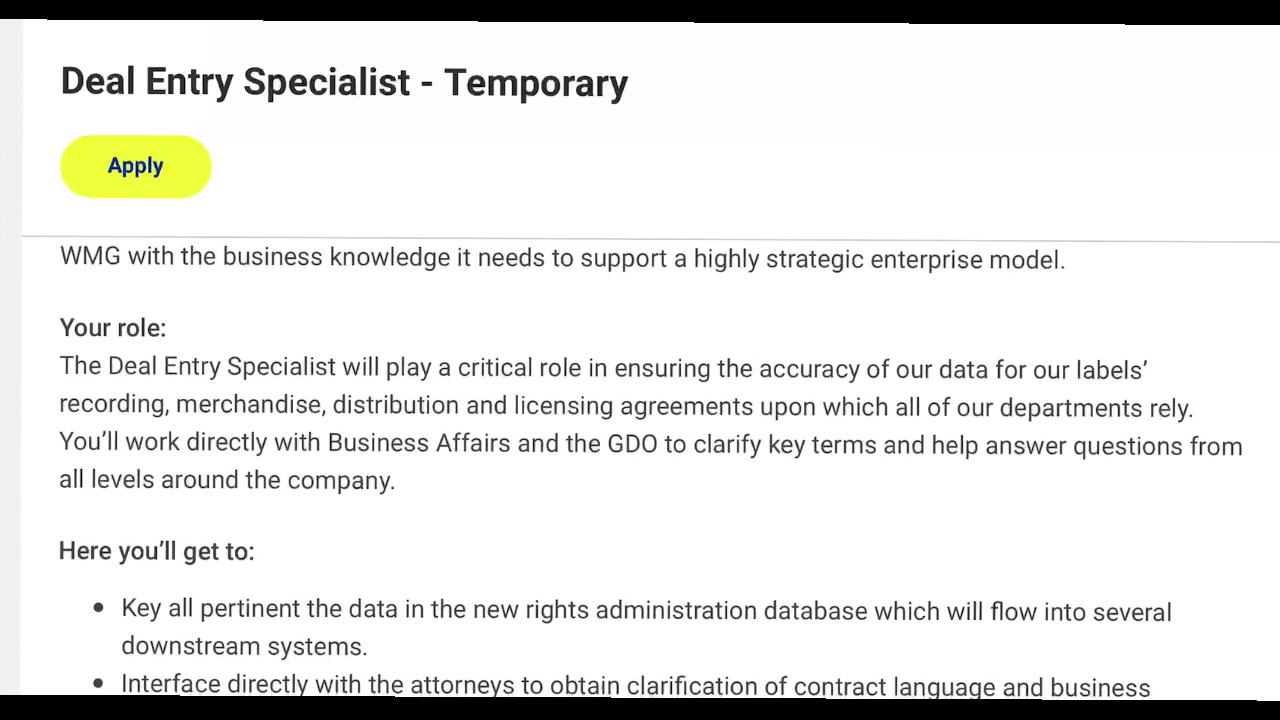 Deal Entry Specialist - Temporary
Apply
WMG with the business knowledge it needs to support a highly strategic enterprise model.
Your role:
The Deal Entry Specialist will play a critical role in ensuring the accuracy of our data for our labels’
recording, merchandise, distribution and licensing agreements upon which all of our departments rely.
You’ll work directly with Business Affairs and the GDO to clarify key terms and help answer questions from
all levels around the company.
Here you’ll get to:
• Key all pertinent the data in the new rights administration database which will flow into several
downstream systems.
• Interface directly with the attorneys to obtain clarification of contract language and business